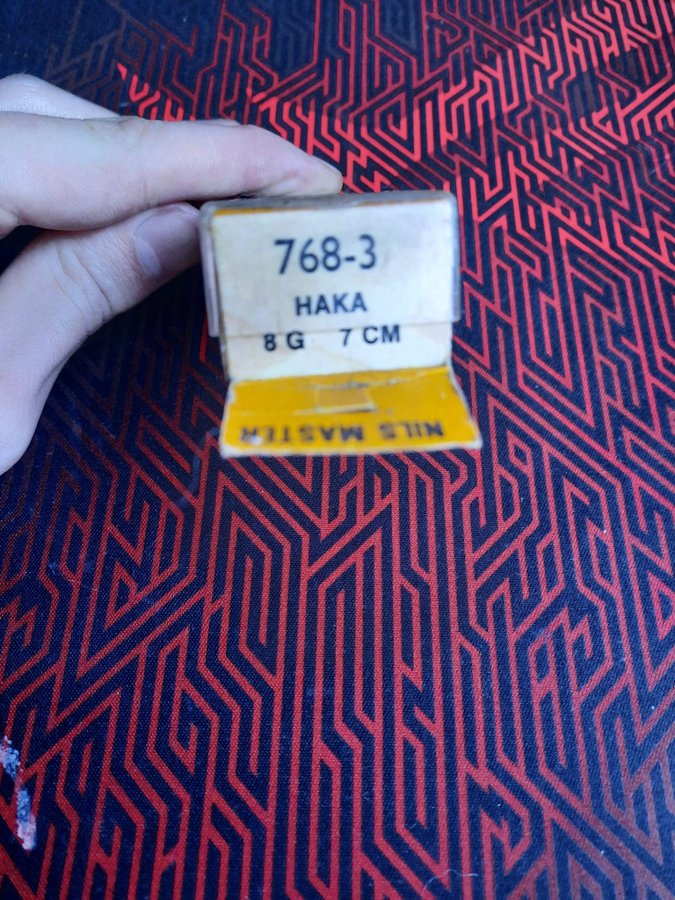 768-3
HAKA
8 G 7 CM
NILS MASTER